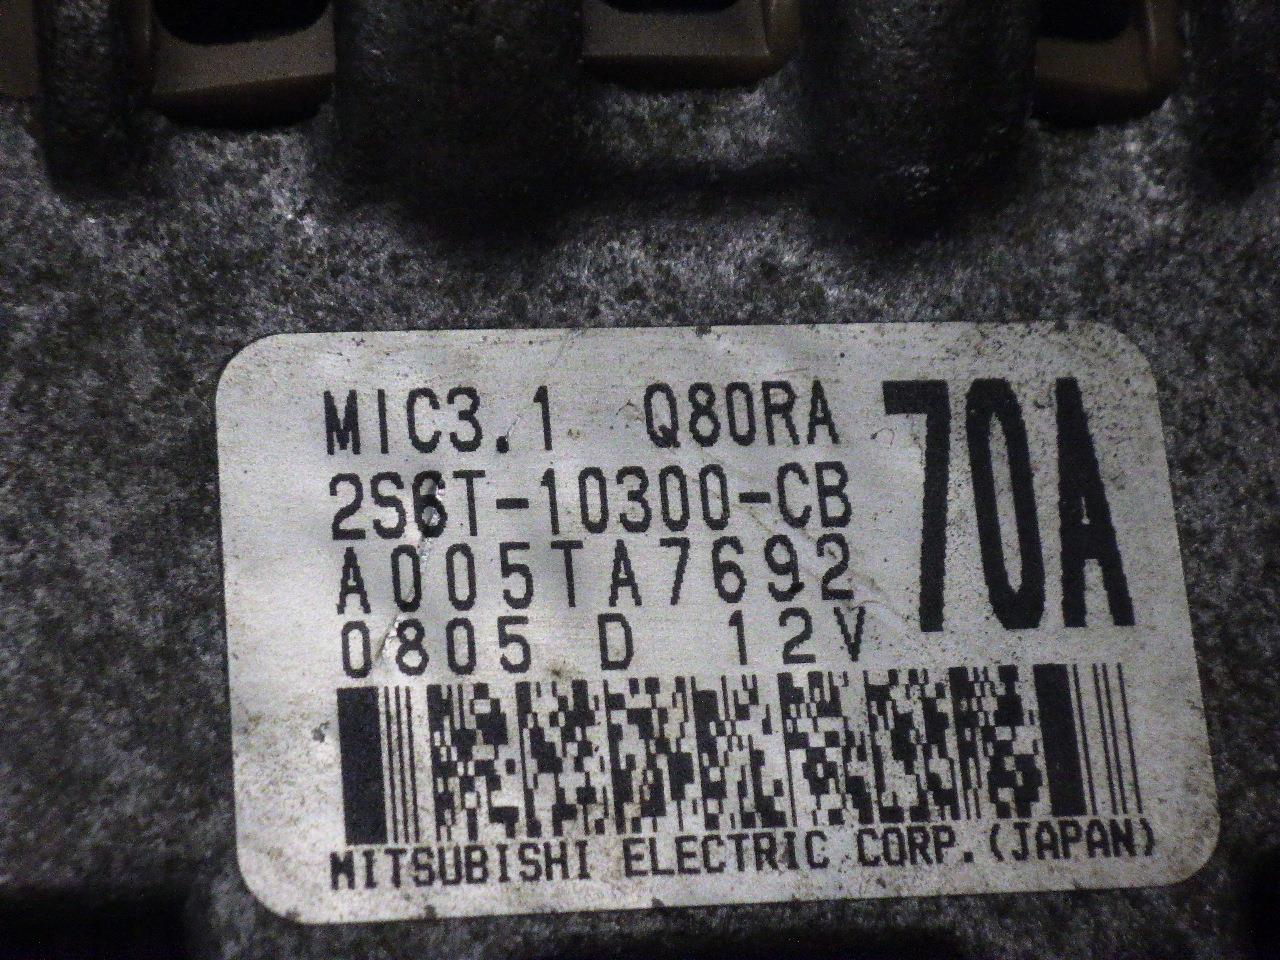 MIC3.1 Q80RA 70A
2S6T-10300-CB
A005TA7692
0805 D 12V
MITSUBISHI ELECTRIC CORP.(JAPAN)